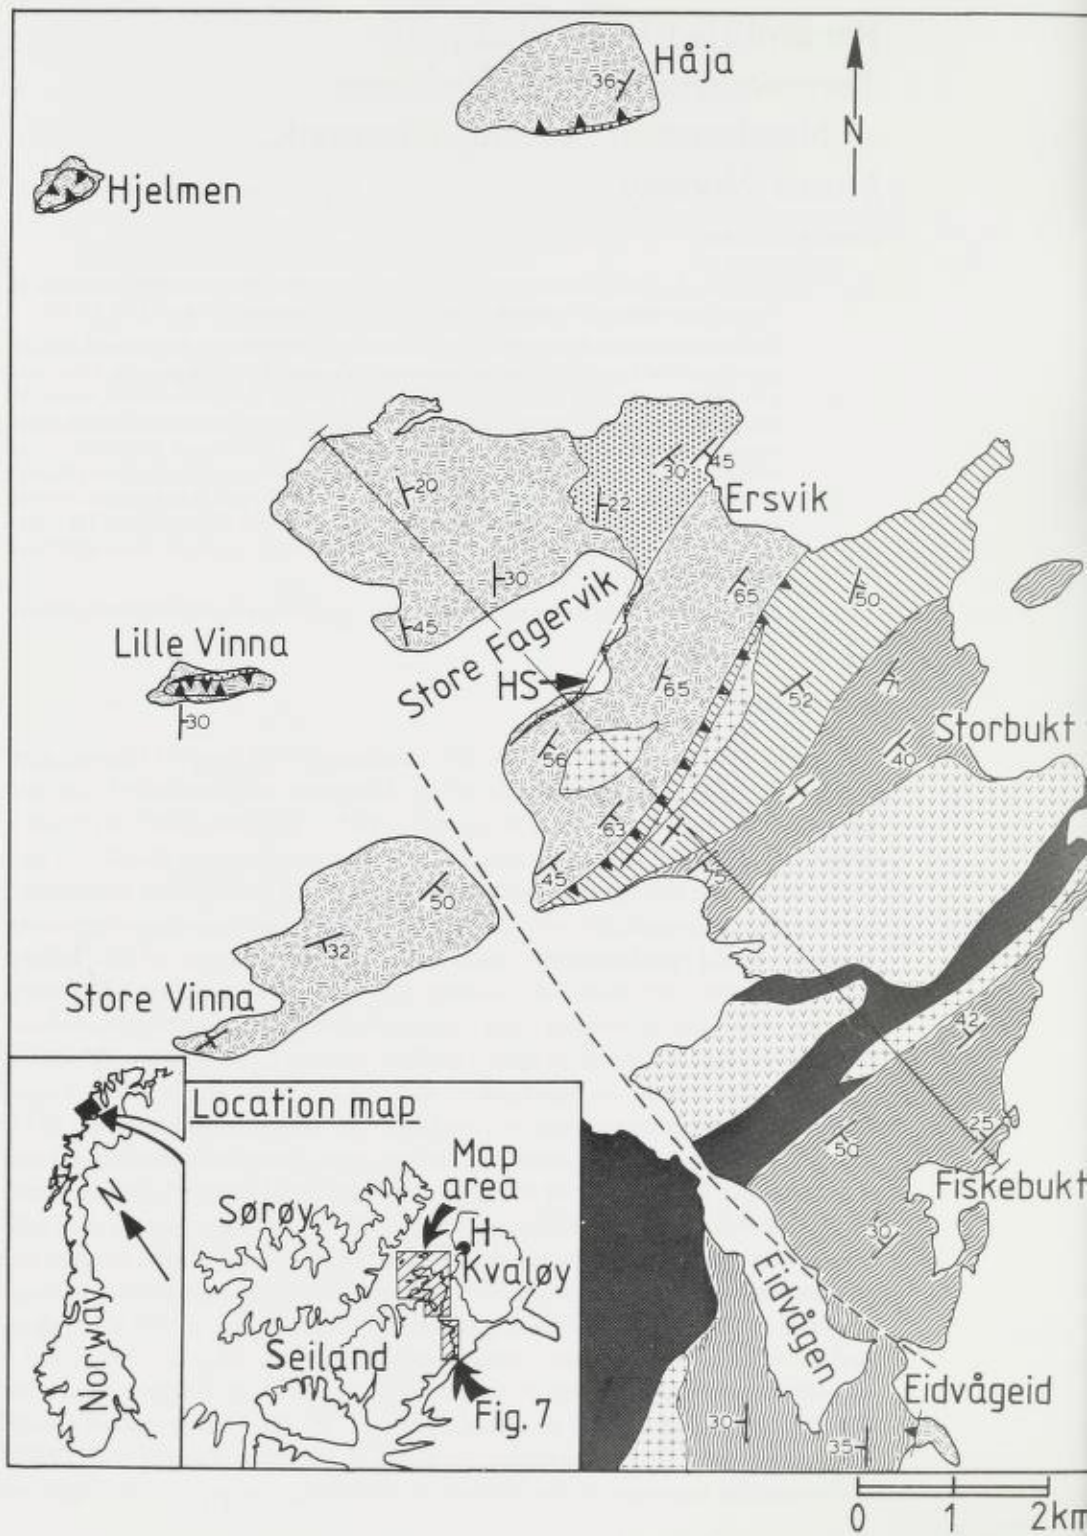 Håja
36
N
Hjelmen
20
30
45
22
Ersvik
30
45
65
50
Lille Vinna
Store Fagervik
HS
65
52
30
56
40
Storbukt
63
45
50
32
Store Vinna
42
Location map
50
25
Map
area
Fiskebukt
N
Sørøy
H
30
Kvaløy
Norway
Seiland
Eidvågen
Fig. 7
Eidvågeid
30
35
0 1 2km